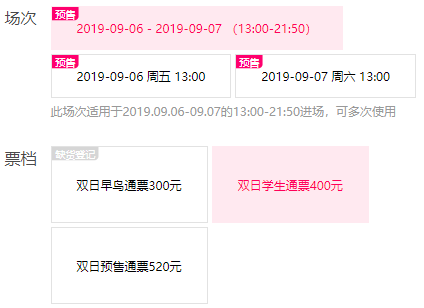 场次
预售
2019-09-06 - 2019-09-07 （13:00-21:50）
预售
2019-09-06 周五 13:00
预售
2019-09-07 周六 13:00
此场次适用于2019.09.06-09.07的13:00-21:50进场，可多次使用
票档
缺货登记
双日早鸟通票300元
双日学生通票400元
双日预售通票520元